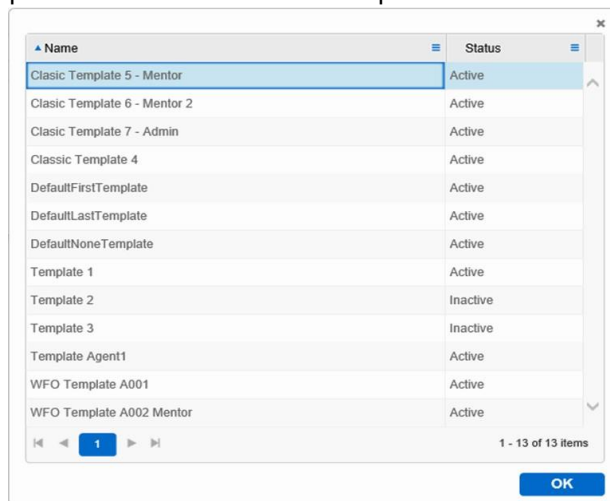 Name Status
Clasic Template 5 - Mentor Active
Clasic Template 6 - Mentor 2 Active
Clasic Template 7 - Admin Active
Classic Template 4 Active
DefaultFirstTemplate Active
DefaultLastTemplate Active
DefaultNoneTemplate Active
Template 1 Active
Template 2 Inactive
Template 3 Inactive
Template Agent1 Active
WFO Template A001 Active
WFO Template A002 Mentor Active
1 1 - 13 of 13 items
OK